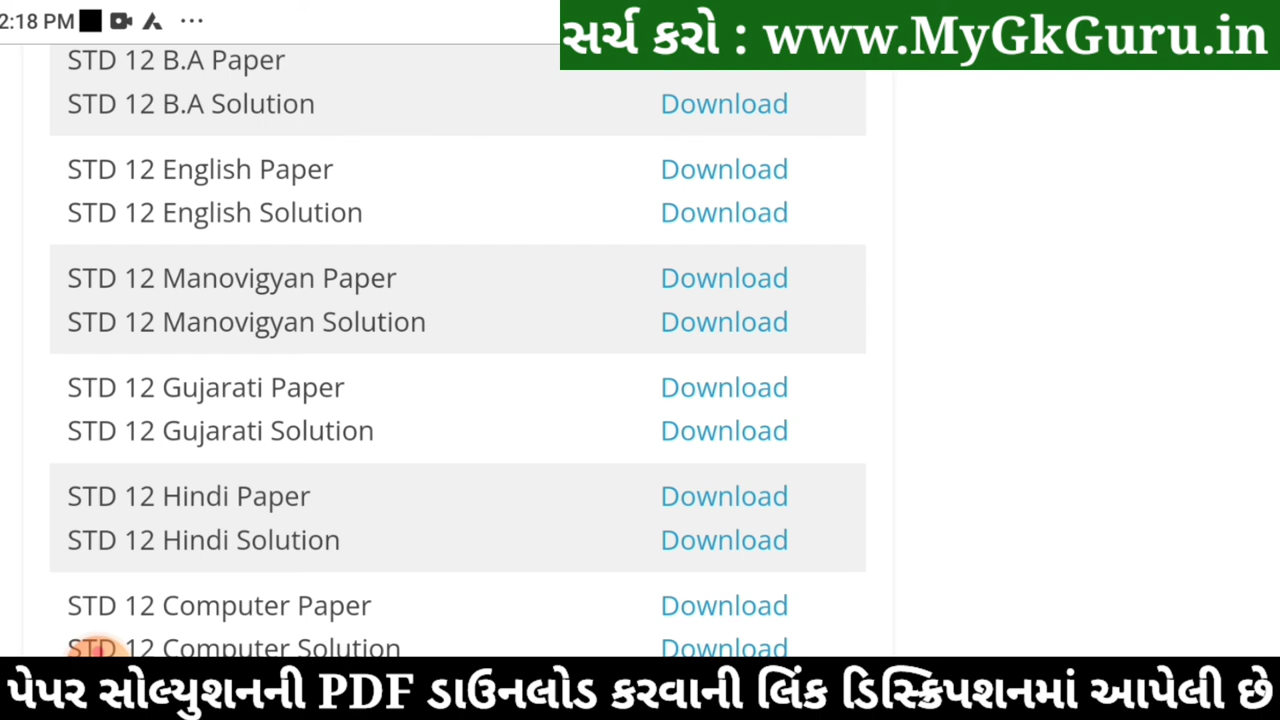 2:18 PM
સર્ચ કરો : www.MyGkGuru.in
STD 12 B.A Paper
STD 12 B.A Solution Download
STD 12 English Paper Download
STD 12 English Solution Download
STD 12 Manovigyan Paper Download
STD 12 Manovigyan Solution Download
STD 12 Gujarati Paper Download
STD 12 Gujarati Solution Download
STD 12 Hindi Paper Download
STD 12 Hindi Solution Download
STD 12 Computer Paper Download
STD 12 Computer Solution Download
પેપર સોલ્યુશનની PDF ડાઉનલોડ કરવાની લિંક ડિસ્ક્રિપશનમાં આપેલી છે